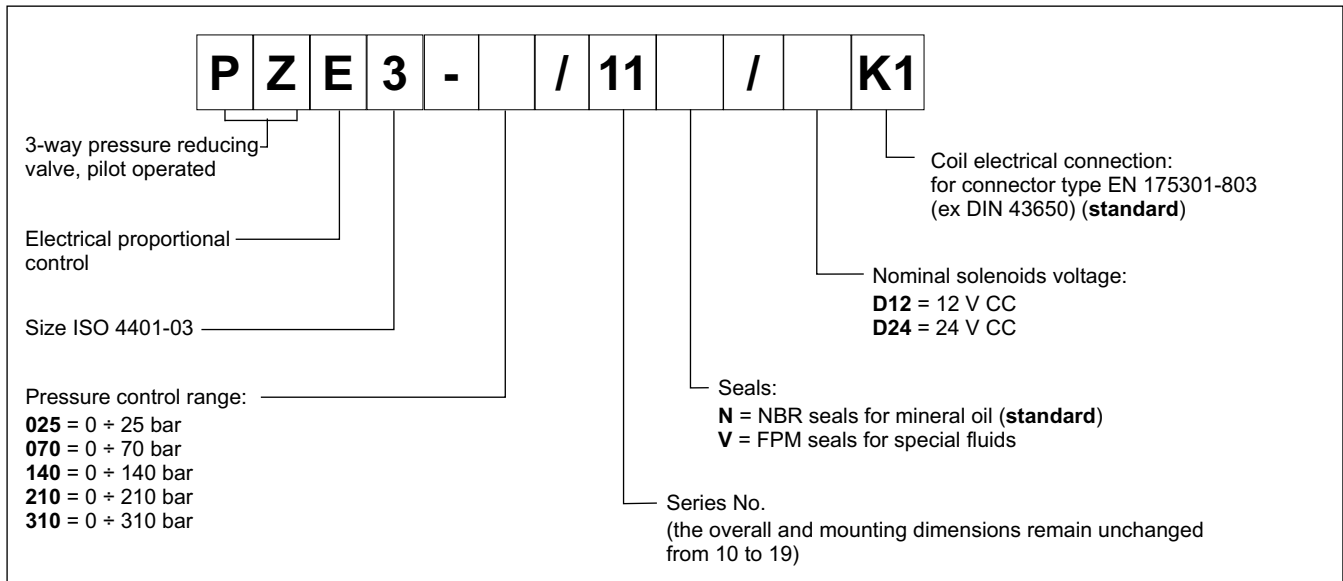 P Z E 3 - / 11 / K1
3-way pressure reducing
valve, pilot operated
Electrical proportional
control
Size ISO 4401-03
Pressure control range:
025 = 0 ÷ 25 bar
070 = 0 ÷ 70 bar
140 = 0 ÷ 140 bar
210 = 0 ÷ 210 bar
310 = 0 ÷ 310 bar
Coil electrical connection:
for connector type EN 175301-803
(ex DIN 43650) (standard)
Nominal solenoids voltage:
D12 = 12 V CC
D24 = 24 V CC
Seals:
N = NBR seals for mineral oil (standard)
V = FPM seals for special fluids
Series No.
(the overall and mounting dimensions remain unchanged
from 10 to 19)